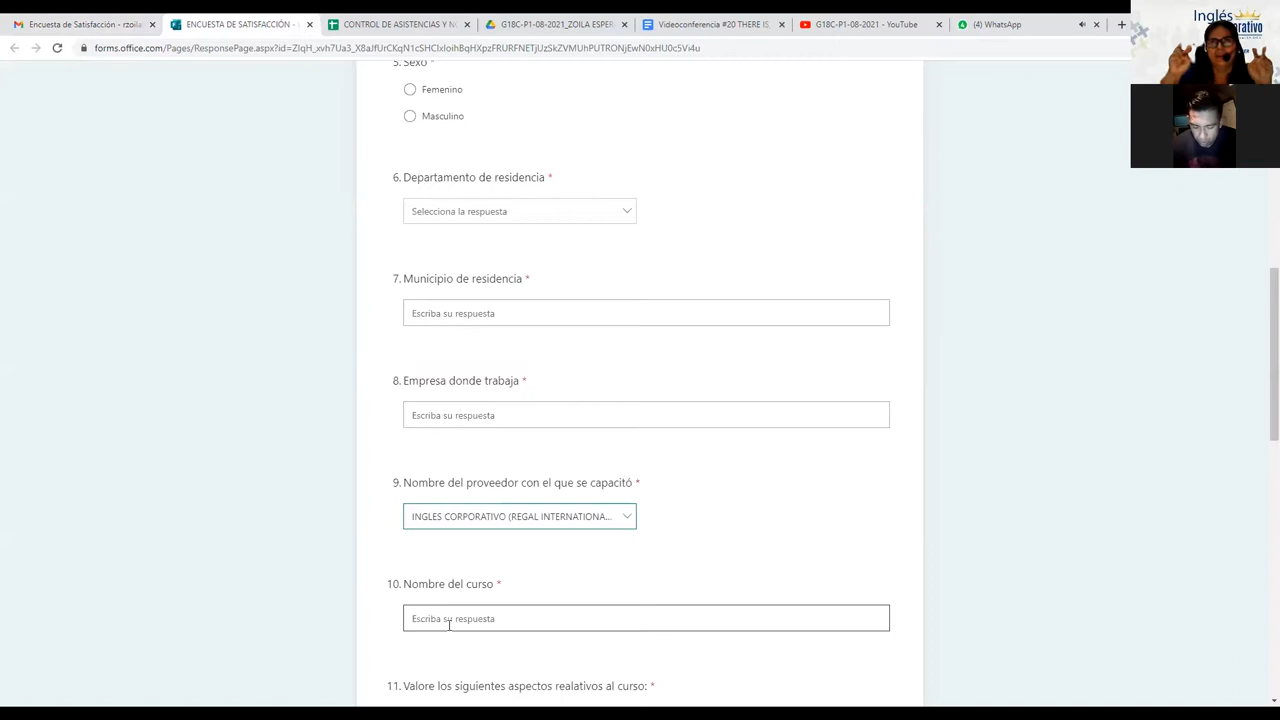 Encuesta de Satisfacción - rzoila
ENCUESTA DE SATISFACCIÓN -
CONTROL DE ASISTENCIAS Y N
G18C-P1-08-2021_ZOILA ESPER
Videoconferencia #20 THERE IS,
G18C-P1-08-2021 - YouTube
(4) WhatsApp
forms.office.com/Pages/ResponsePage.aspx?id=ZIqH_xvh7Ua3_X8aJfUrCKqN1cSHCIxIoihBqHXpzFRURFNETjUzSkZVMUhPUTRONjEwN0xHU0c5Vi4u
Inglés
5. Sexo *
Femenino
Masculino
6. Departamento de residencia *
Selecciona la respuesta
7. Municipio de residencia *
Escriba su respuesta
8. Empresa donde trabaja *
Escriba su respuesta
9. Nombre del proveedor con el que se capacitó *
INGLES CORPORATIVO (REGAL INTERNATIONA...
10. Nombre del curso *
Escriba su respuesta
11. Valore los siguientes aspectos realativos al curso: *